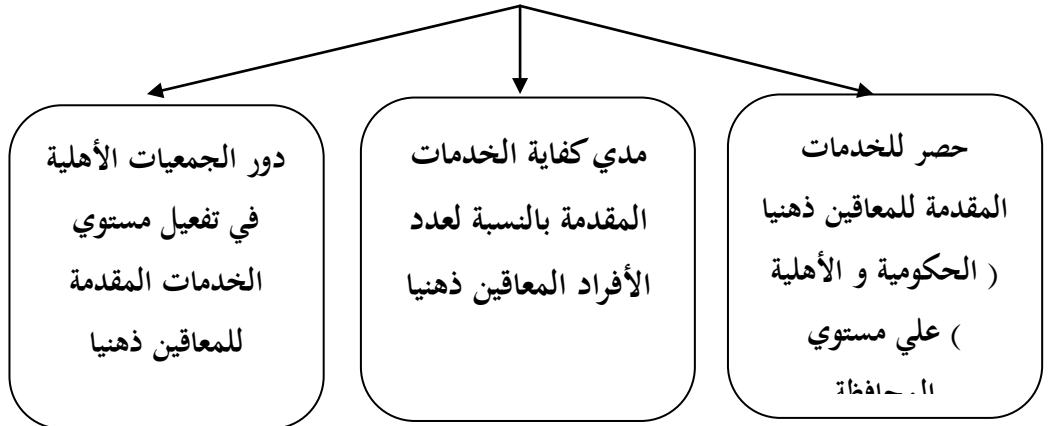 حصر للخدمات
المقدمة للمعاقين ذهنيا
( الحكومية و الأهلية
) علي مستوي
المحافظة
مدي كفاية الخدمات
المقدمة بالنسبة لعدد
الأفراد المعاقين ذهنيا
دور الجمعيات الأهلية
في تفعيل مستوي
الخدمات المقدمة
للمعاقين ذهنيا